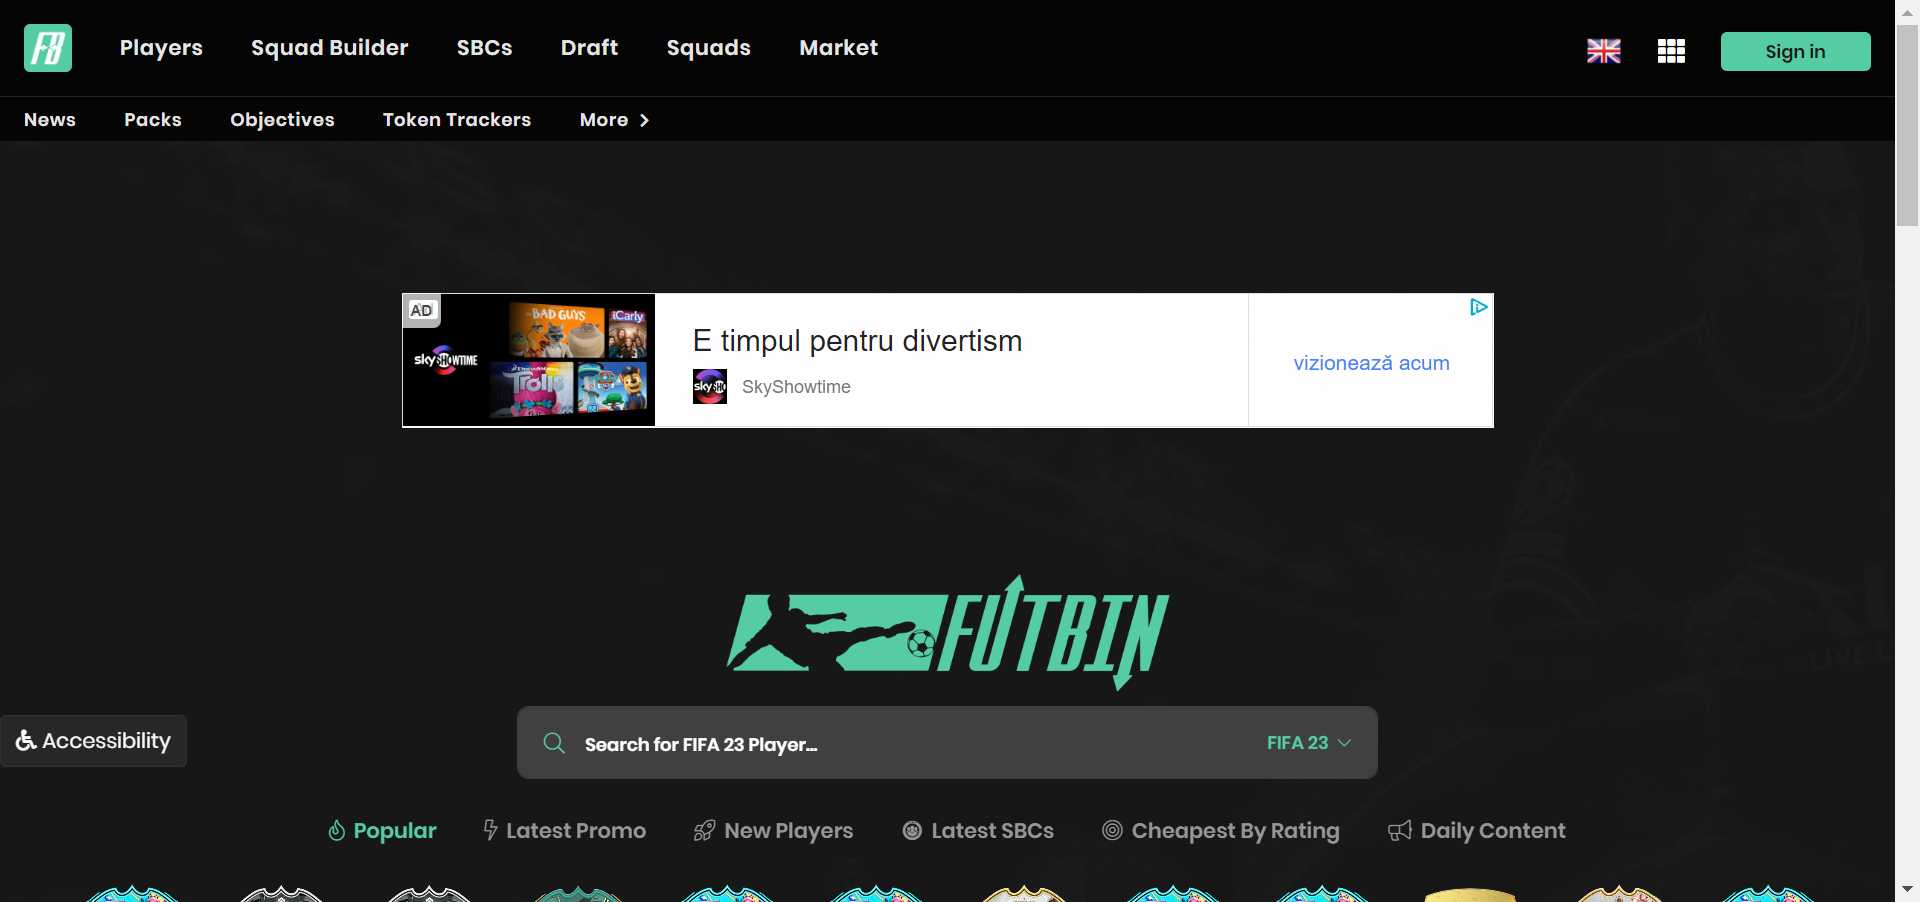 FB
Players Squad Builder SBCs Draft Squads Market
Sign in
News Packs Objectives Token Trackers More
AD
THE BAD GUYS
iCarly
sky SHOWTIME
Trolls
E timpul pentru divertism
SkyShowtime
vizionează acum
FUTBIN
Accessibility
Search for FIFA 23 Player...
FIFA 23
Popular Latest Promo New Players Latest SBCs Cheapest By Rating Daily Content